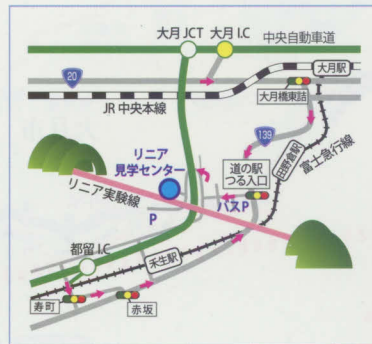 大月JCT
大月I.C
中央自動車道
大月駅
20
大月橋東詰
JR 中央本線
139
富士急行線
リニア
見学センター
田野倉駅
道の駅
つる入口
リニア実験線
P
バスP
都留I.C
禾生駅
寿町
赤坂